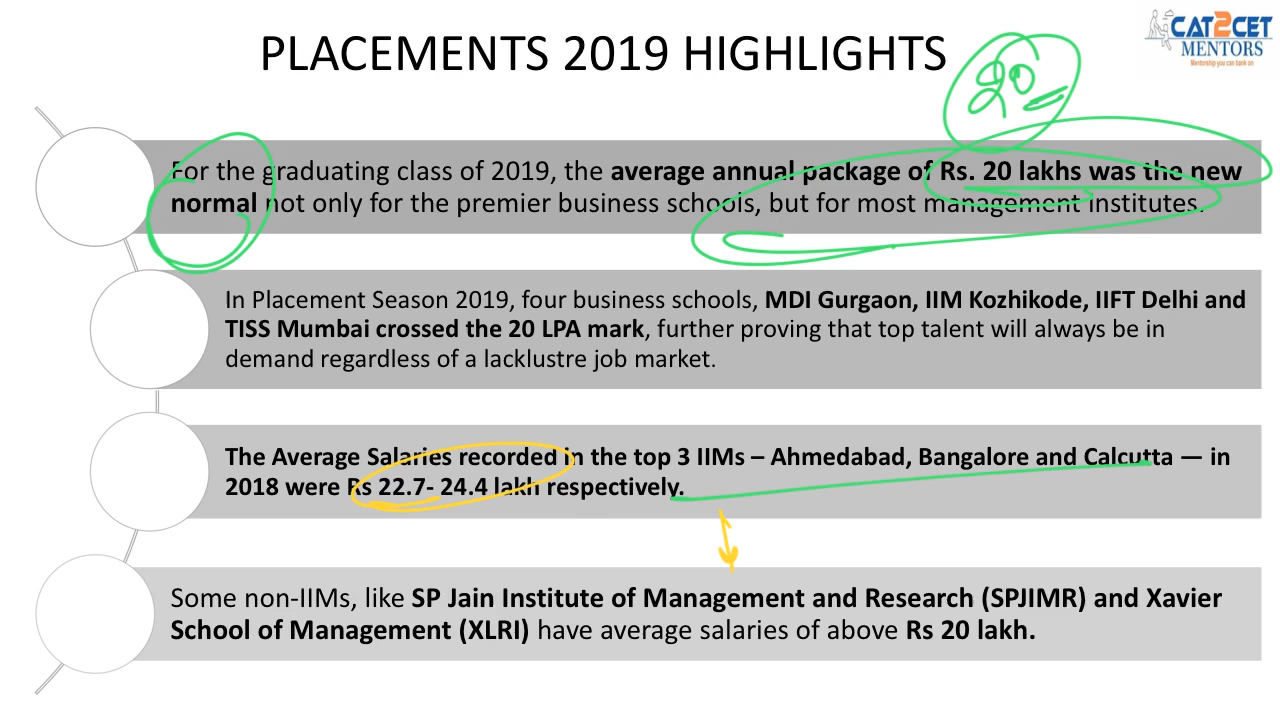 CAT2CET
MENTORS
Mentorship you can bank on
PLACEMENTS 2019 HIGHLIGHTS
20
For the graduating class of 2019, the average annual package of Rs. 20 lakhs was the new
normal not only for the premier business schools, but for most management institutes.
In Placement Season 2019, four business schools, MDI Gurgaon, IIM Kozhikode, IIFT Delhi and
TISS Mumbai crossed the 20 LPA mark, further proving that top talent will always be in
demand regardless of a lacklustre job market.
The Average Salaries recorded in the top 3 IIMs – Ahmedabad, Bangalore and Calcutta — in
2018 were Rs 22.7- 24.4 lakh respectively.
Some non-IIMs, like SP Jain Institute of Management and Research (SPJIMR) and Xavier
School of Management (XLRI) have average salaries of above Rs 20 lakh.